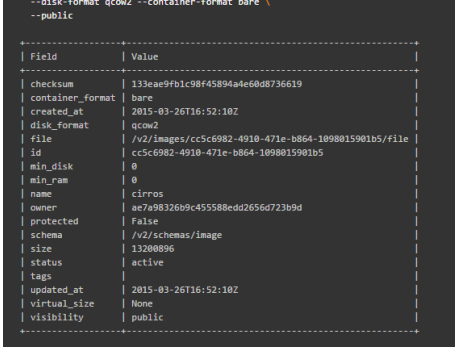 --disk-format qcow2 --container-format bare \
--public
+------------------+------------------------------------------------------+
| Field            | Value                                                |
+------------------+------------------------------------------------------+
| checksum         | 133eae9fb1c98f45894a4e60d8736619                     |
| container_format | bare                                                 |
| created_at       | 2015-03-26T16:52:10Z                                 |
| disk_format      | qcow2                                                |
| file             | /v2/images/cc5c6982-4910-471e-b864-1098015901b5/file |
| id               | cc5c6982-4910-471e-b864-1098015901b5                 |
| min_disk         | 0                                                    |
| min_ram          | 0                                                    |
| name             | cirros                                               |
| owner            | ae7a98326b9c455588edd2656d723b9d                     |
| protected        | False                                                |
| schema           | /v2/schemas/image                                    |
| size             | 13200896                                             |
| status           | active                                               |
| tags             |                                                      |
| updated_at       | 2015-03-26T16:52:10Z                                 |
| virtual_size     | None                                                 |
| visibility       | public                                               |
+------------------+------------------------------------------------------+